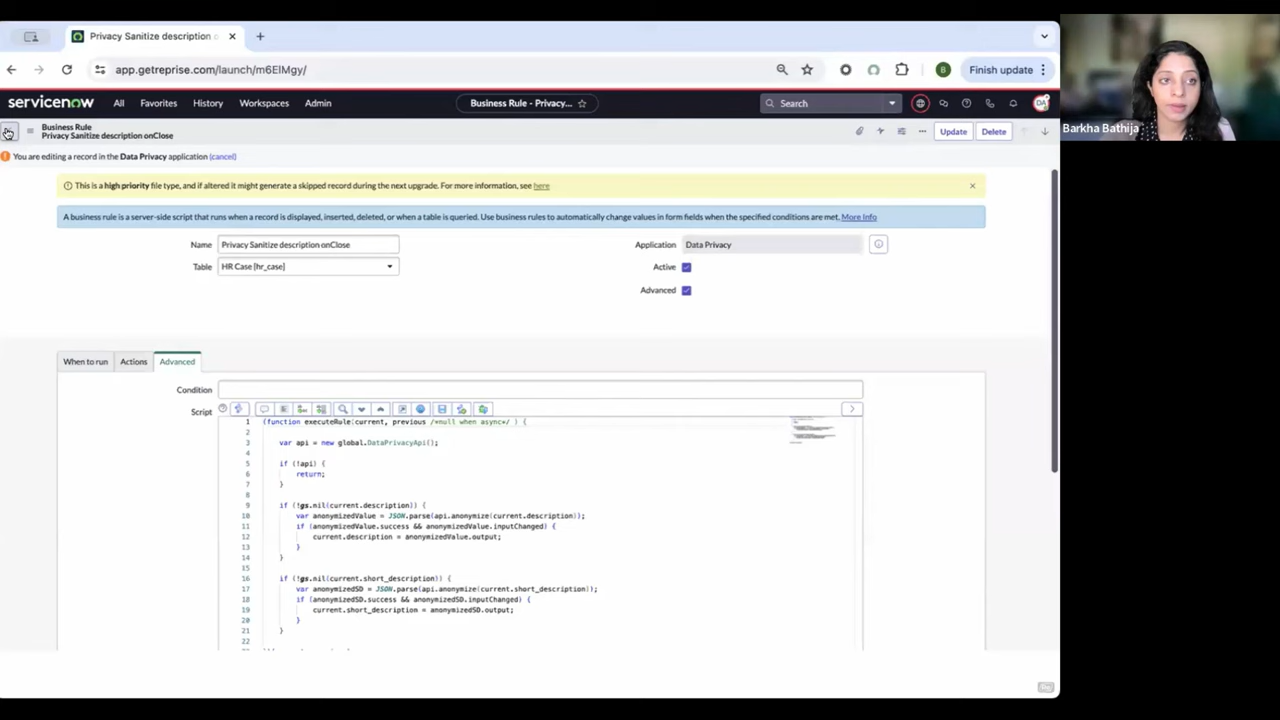 Privacy Sanitize description o
app.getreprise.com/launch/m6EIMgy/
B
Finish update
servicenow
All
Favorites
History
Workspaces
Admin
Business Rule - Privacy...
Search
Business Rule
Privacy Sanitize description onClose
Update
Delete
Barkha Bathija
You are editing a record in the Data Privacy application (cancel)
This is a high priority file type, and if altered it might generate a skipped record during the next upgrade. For more information, see here
A business rule is a server-side script that runs when a record is displayed, inserted, deleted, or when a table is queried. Use business rules to automatically change values in form fields when the specified conditions are met. More Info
Name
Privacy Sanitize description onClose
Application
Data Privacy
Table
HR Case [hr_case]
Active
Advanced
When to run
Actions
Advanced
Condition
Script
1 (function executeRule(current, previous /*null when async*/ ) {
2
3 var api = new global.DataPrivacyApi();
4
5 if (!api) {
6 return;
7 }
8
9 if (!gs.nil(current.description)) {
10 var anonymizedValue = JSON.parse(api.anonymize(current.description));
11 if (anonymizedValue.success && anonymizedValue.inputChanged) {
12 current.description = anonymizedValue.output;
13 }
14 }
15
16 if (!gs.nil(current.short_description)) {
17 var anonymizedSD = JSON.parse(api.anonymize(current.short_description));
18 if (anonymizedSD.success && anonymizedSD.inputChanged) {
19 current.short_description = anonymizedSD.output;
20 }
21 }
22